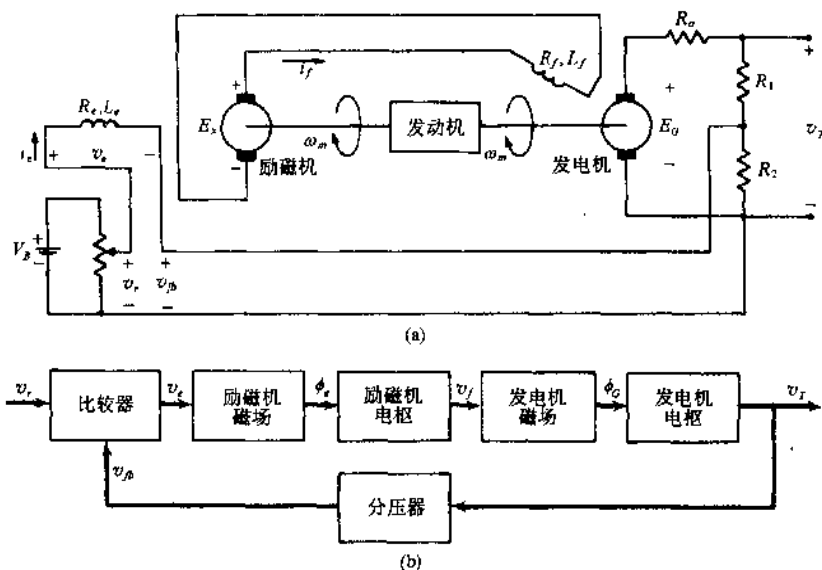 R_a
R_f, L_f
+
i_f
R_e, L_e
+
+
R_1
E_x
发动机
E_G
v_T
i_e
+
v_e
−
ω_m
ω_m
−
励磁机
发电机
−
R_2
V_B
+
−
+
+
−
v_r
v_fb
−
−
(a)
v_r
比较器
v_e
励磁机
磁场
ϕ_e
励磁机
电枢
v_f
发电机
磁场
ϕ_G
发电机
电枢
v_T
v_fb
分压器
(b)